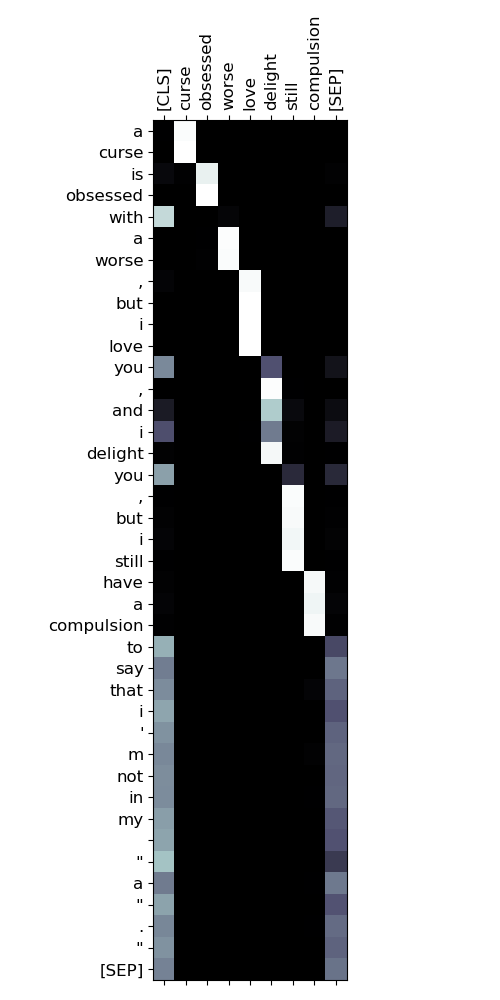 [CLS]
curse
obsessed
worse
love
delight
still
compulsion
[SEP]
a
curse
is
obsessed
with
a
worse
,
but
i
love
you
,
and
i
delight
you
,
but
i
still
have
a
compulsion
to
say
that
i
'
m
not
in
my
"
a
"
.
"
[SEP]